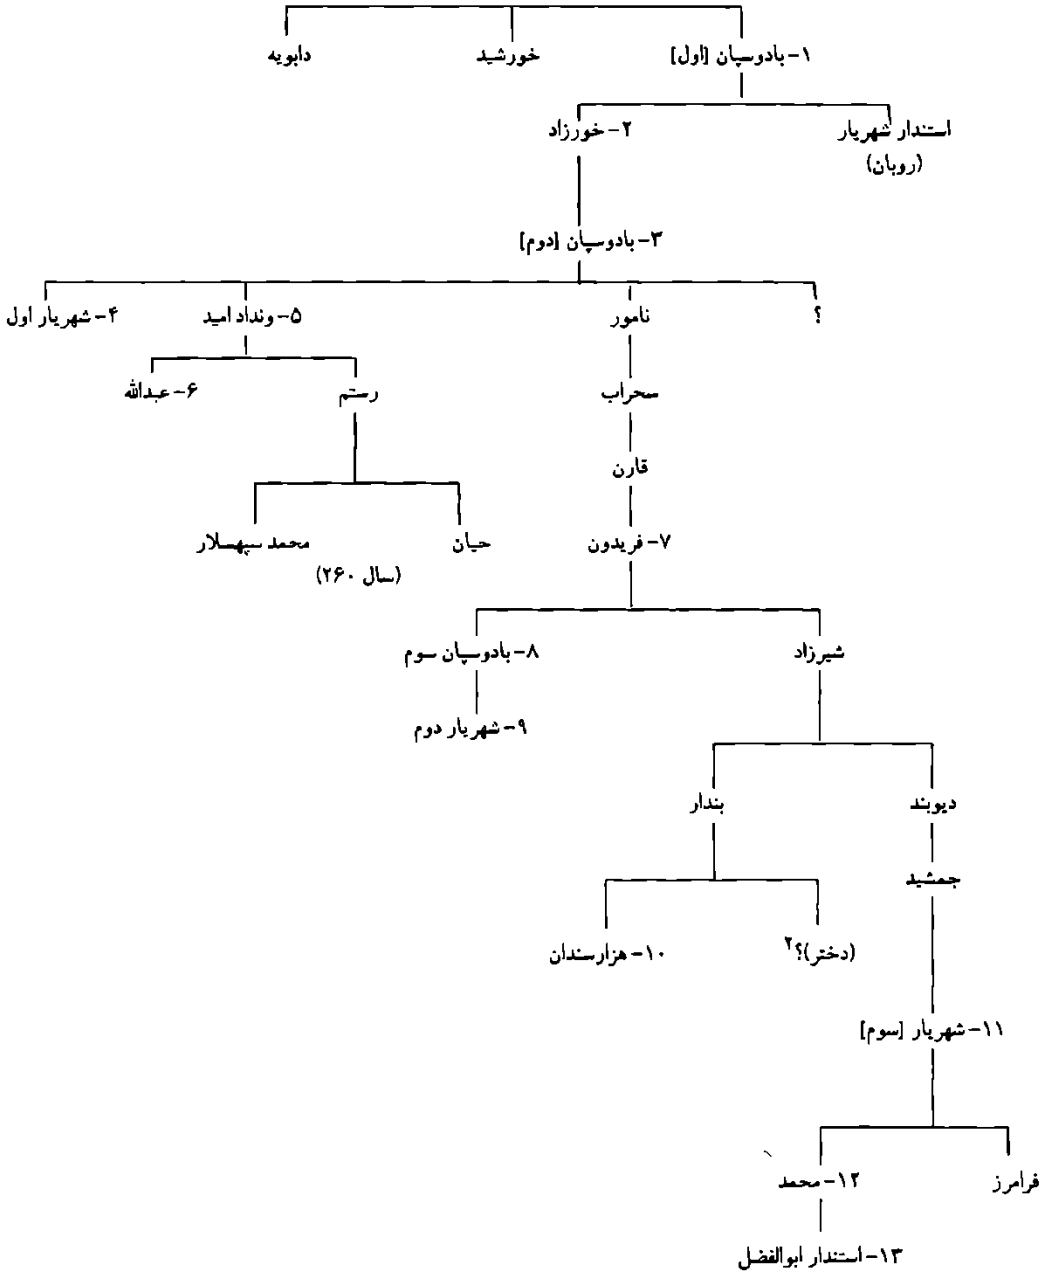 ۱- بادوسپان [اول]
خورشید
دابویه
استندار شهریار
(رویان)
۲- خورزاد
۳- بادوسپان [دوم]
؟
نامور
۵- ونداد امید
۴- شهریار اول
سحراب
رستم
۶- عبدالله
قارن
۷- فریدون
حیان
محمد سپهسلار
(سال ۲۶۰)
شیرزاد
۸- بادوسپان سوم
۹- شهریار دوم
دیوبند
بندار
جمشید
(دختر)؟۲
۱۰- هزارسندان
۱۱- شهریار [سوم]
فرامرز
۱۲- محمد
۱۳- استندار ابوالفضل